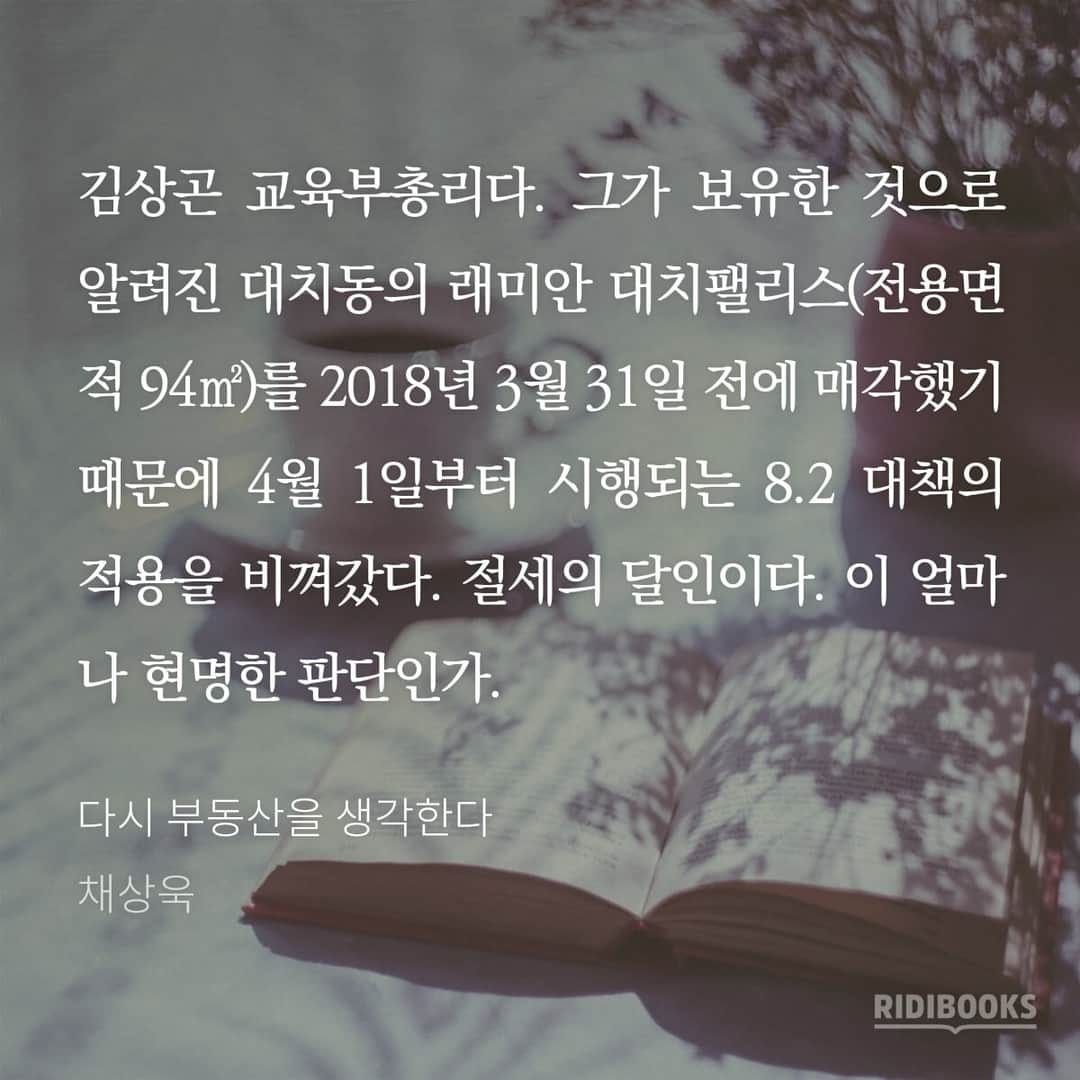 김상곤 교육부총리다. 그가 보유한 것으로
알려진 대치동의 래미안 대치팰리스(전용면
적 94㎡)를 2018년 3월 31일 전에 매각했기
때문에 4월 1일부터 시행되는 8.2 대책의
적용을 비껴갔다. 절세의 달인이다. 이 얼마
나 현명한 판단인가.
다시 부동산을 생각한다
채상욱
RIDIBOOKS